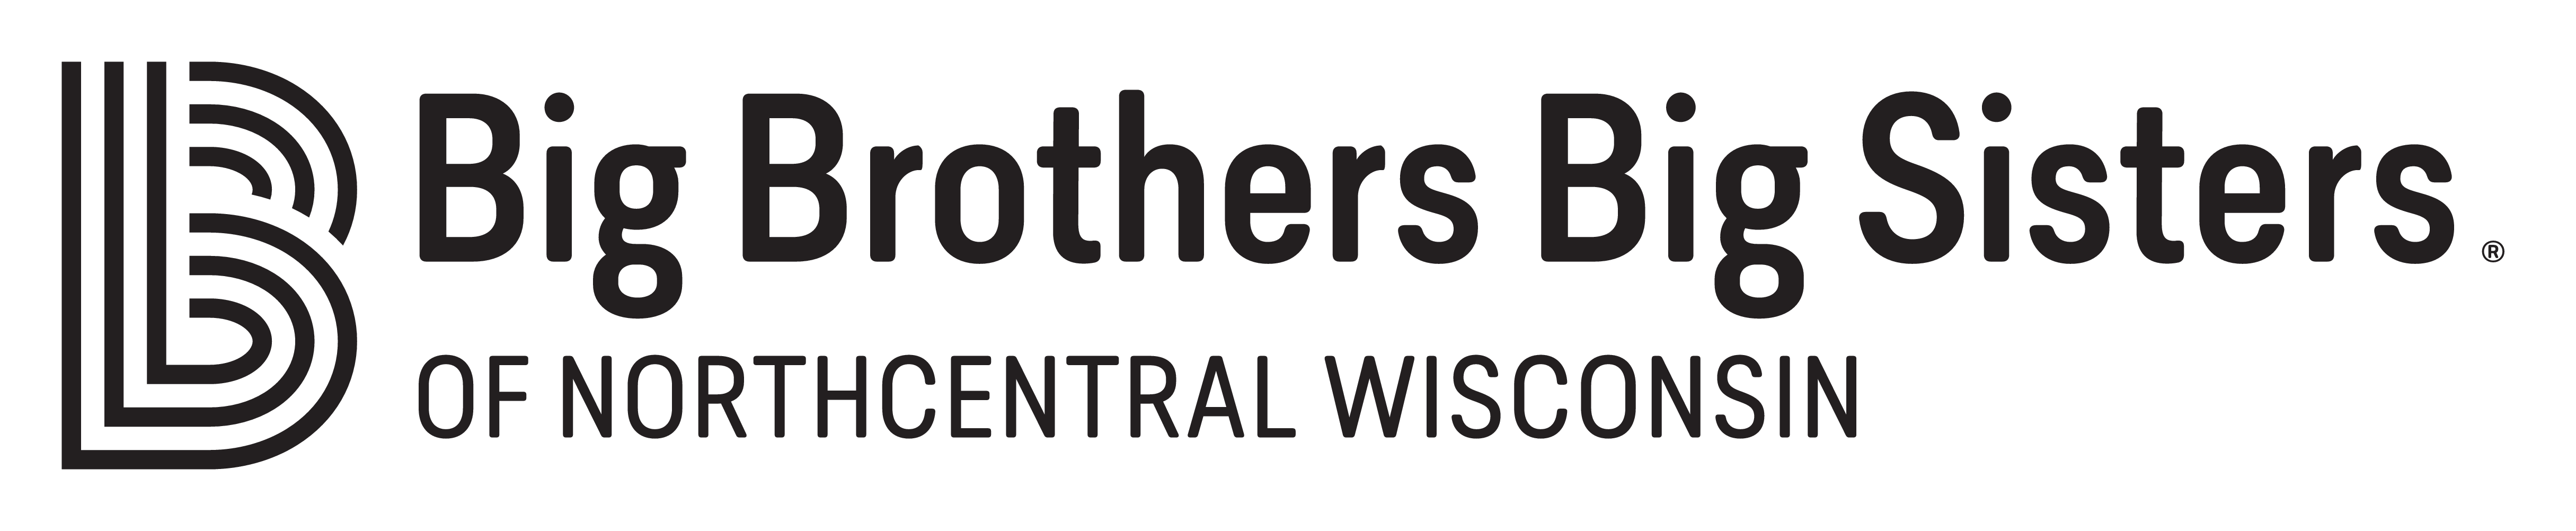 Big Brothers Big Sisters®
OF NORTHCENTRAL WISCONSIN